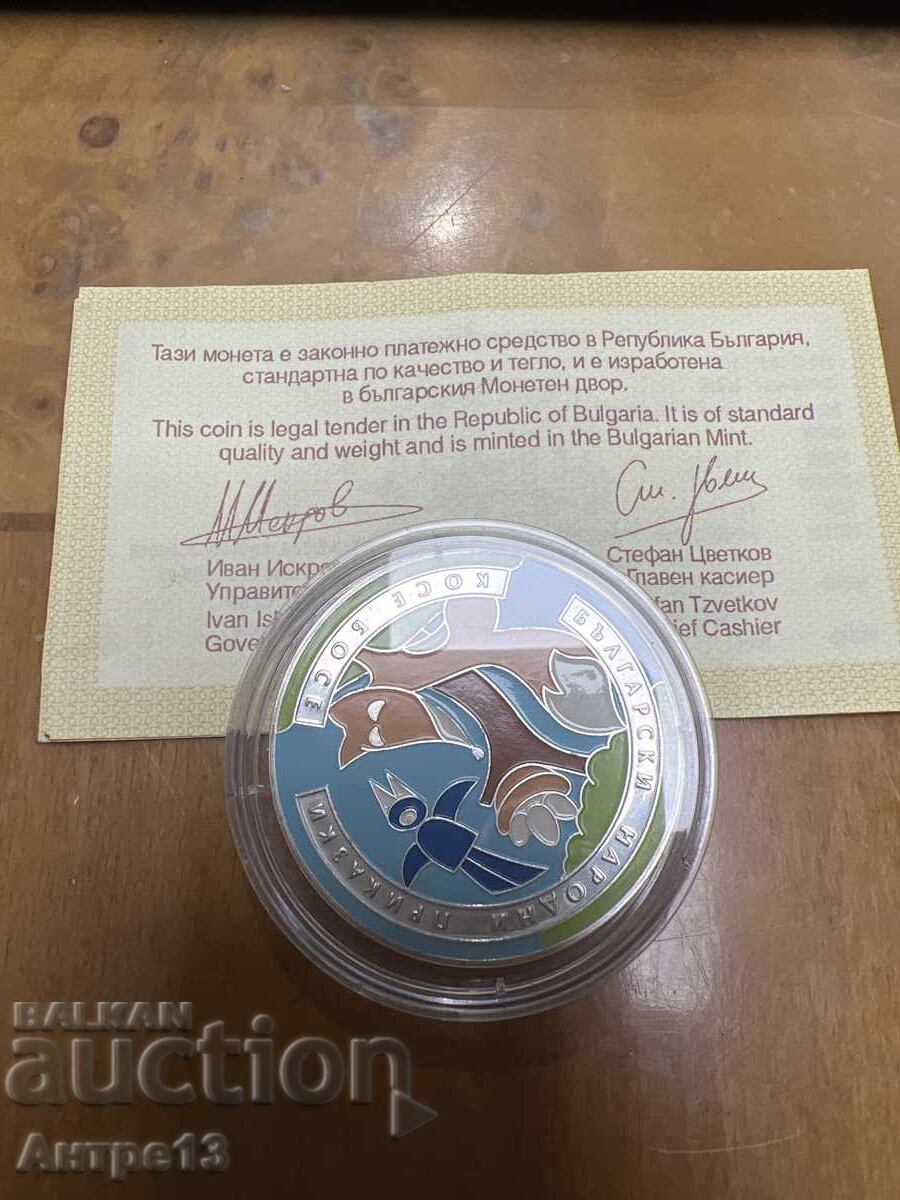 Тази монета е законно платежно средство в Република България,
стандартна по качество и тегло, и е изработена
в българския Монетен двор.
This coin is legal tender in the Republic of Bulgaria. It is of standard
quality and weight and is minted in the Bulgarian Mint.
Иван
Стефан Цветков
Главен касиер
Ivan
Tzvetkov
Cashier
БЪЛГАРСКИ НАРОДНИ ПРИКАЗКИ
КОСЕ БОСЕ
BALKAN
auction
Антре13